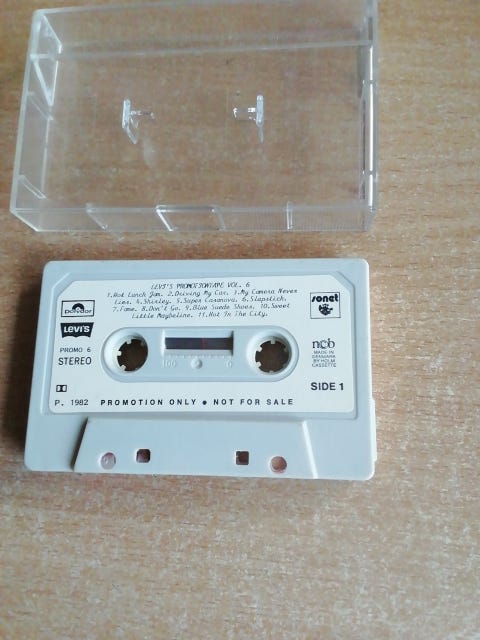 LEVI'S PROMOTIONTAPE VOL. 6
1.Hot Lunch Jam. 2.Driving My Car. 3.My Camera Never
Lies. 4.Shirley. 5.Super Casanova. 6.Slapstick.
7.Fame. 8.Don't Go. 9.Blue Suede Shoes. 10.Sweet
Little Maybeline. 11.Hot In The City.
polydor
LEVI'S
sonet
PROMO 6
STEREO
ncb
MADE IN
DENMARK
BY HOLM
CASSETTE
100 0
SIDE 1
P. 1982 PROMOTION ONLY ● NOT FOR SALE